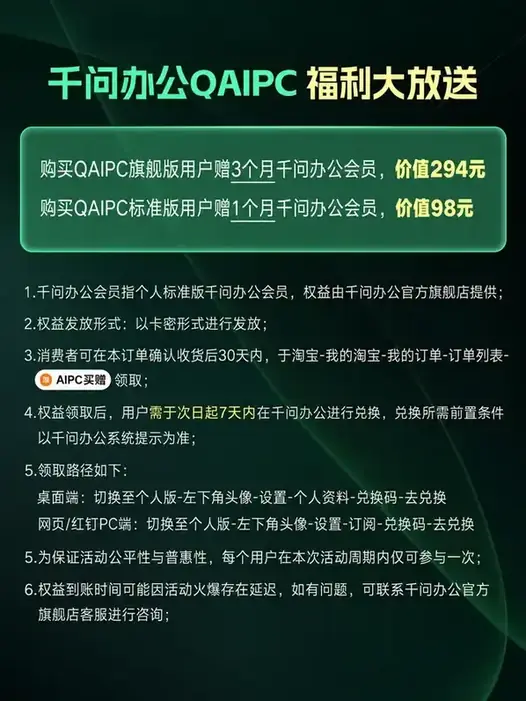 千问办公QAIPC 福利大放送
购买QAIPC旗舰版用户赠3个月千问办公会员，价值294元
购买QAIPC标准版用户赠1个月千问办公会员，价值98元
1.千问办公会员指个人标准版千问办公会员，权益由千问办公官方旗舰店提供；
2.权益发放形式：以卡密形式进行发放；
3.消费者可在本订单确认收货后30天内，于淘宝-我的淘宝-我的订单-订单列表-
AIPC买赠 领取；
4.权益领取后，用户需于次日起7天内在千问办公进行兑换，兑换所需前置条件
以千问办公系统提示为准；
5.领取路径如下：
桌面端：切换至个人版-左下角头像-设置-个人资料-兑换码-去兑换
网页/红钉PC端：切换至个人版-左下角头像-设置-订阅-兑换码-去兑换
5.为保证活动公平性与普惠性，每个用户在本次活动周期内仅可参与一次；
6.权益到账时间可能因活动火爆存在延迟，如有问题，可联系千问办公官方
旗舰店客服进行咨询；